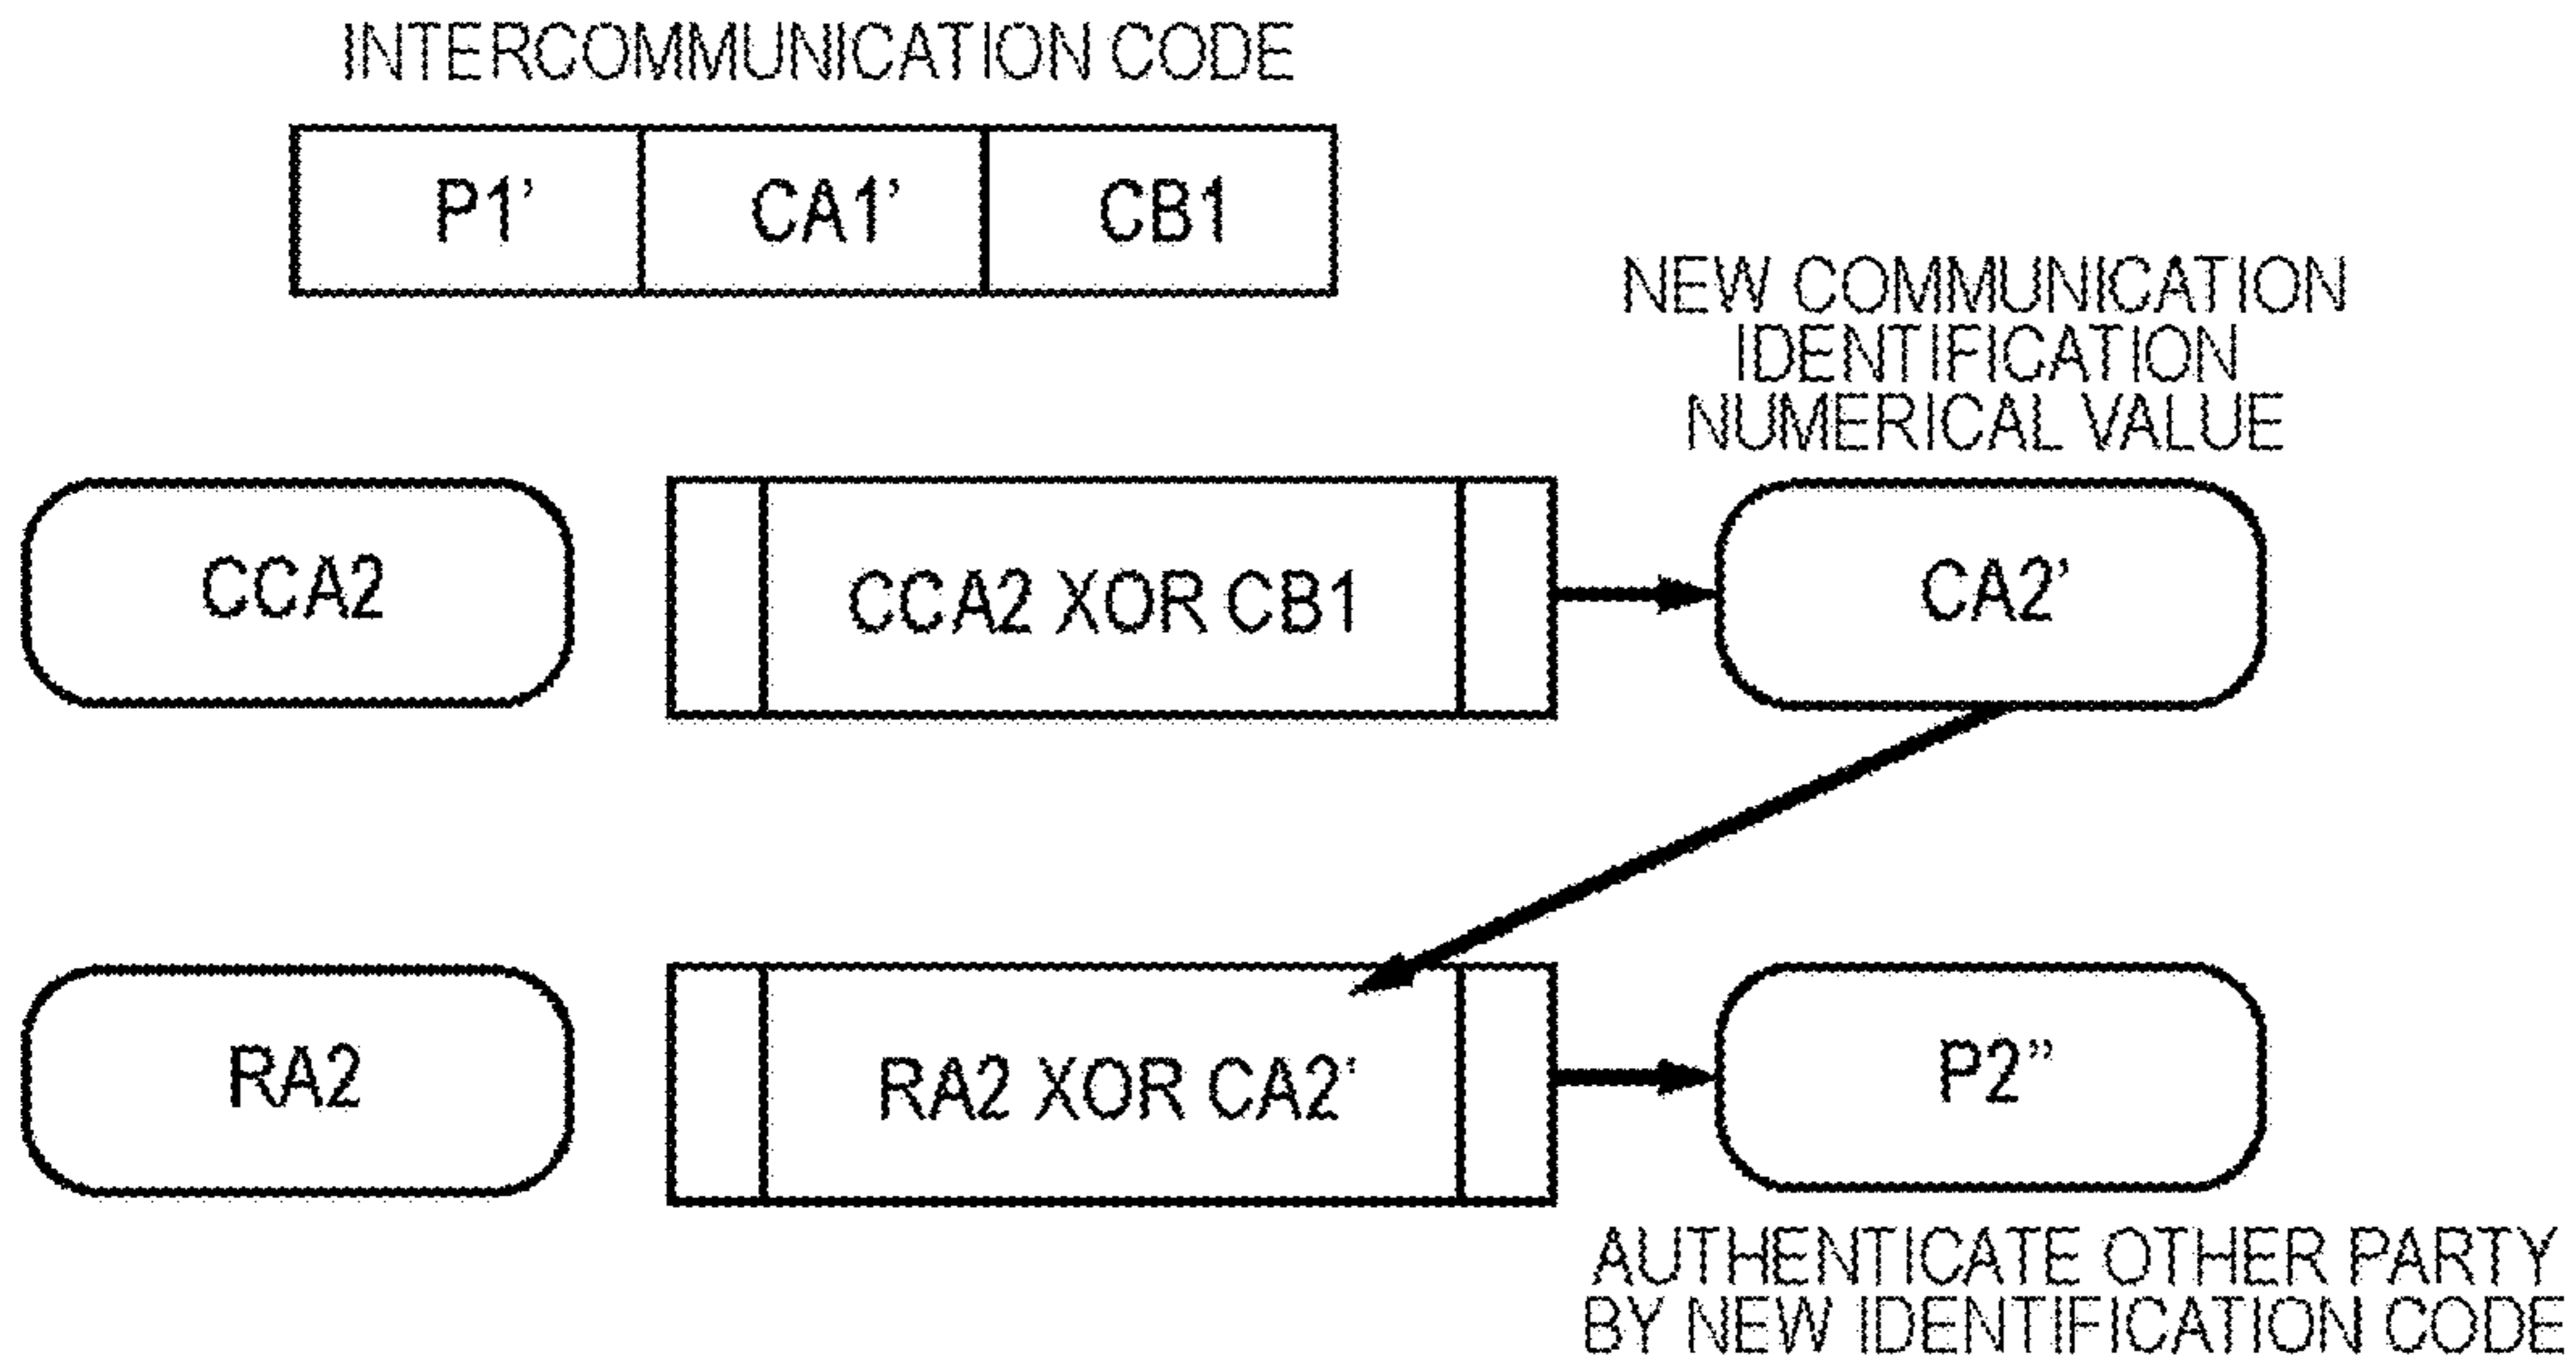 INTERCOMMUNICATION CODE
P1’ CA1’ CB1
NEW COMMUNICATION
IDENTIFICATION
NUMERICAL VALUE
CCA2 CCA2 XOR CB1 CA2’
RA2 RA2 XOR CA2’ P2”
AUTHENTICATE OTHER PARTY
BY NEW IDENTIFICATION CODE